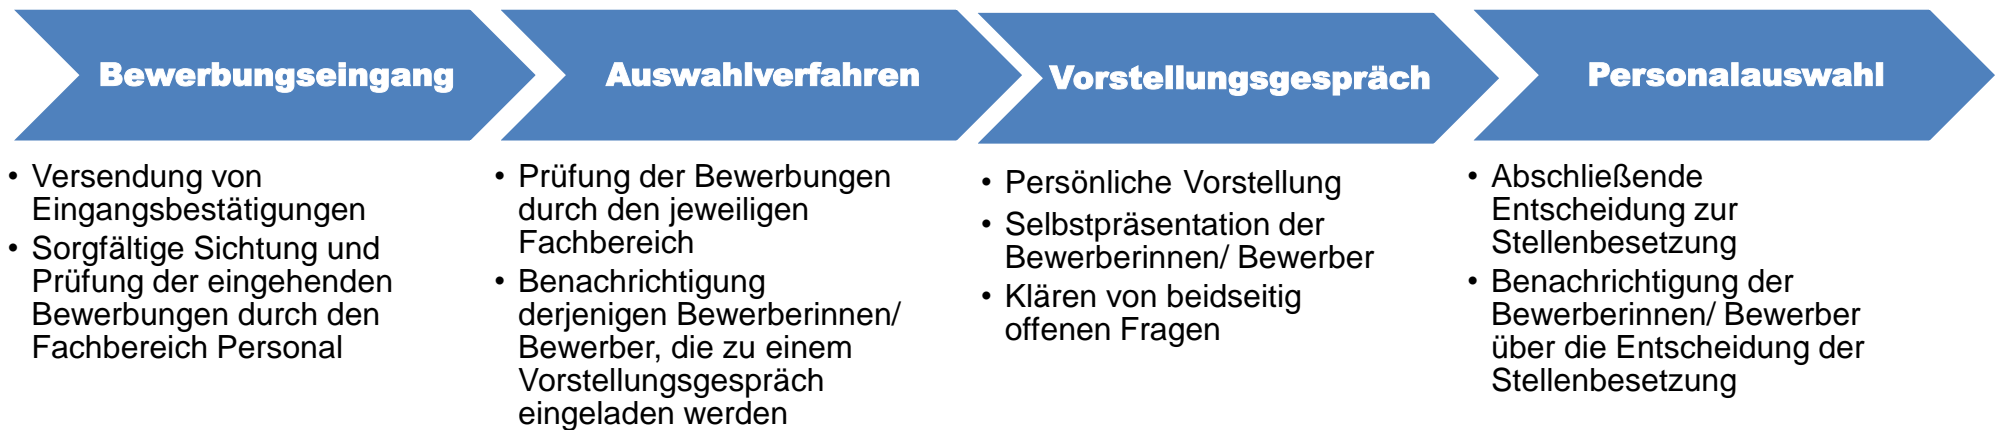 Bewerbungseingang
• Versendung von
Eingangsbestätigungen
• Sorgfältige Sichtung und
Prüfung der eingehenden
Bewerbungen durch den
Fachbereich Personal
Auswahlverfahren
• Prüfung der Bewerbungen
durch den jeweiligen
Fachbereich
• Benachrichtigung
derjenigen Bewerberinnen/
Bewerber, die zu einem
Vorstellungsgespräch
eingeladen werden
Vorstellungsgespräch
• Persönliche Vorstellung
• Selbstpräsentation der
Bewerberinnen/ Bewerber
• Klären von beidseitig
offenen Fragen
Personalauswahl
• Abschließende
Entscheidung zur
Stellenbesetzung
• Benachrichtigung der
Bewerberinnen/ Bewerber
über die Entscheidung der
Stellenbesetzung